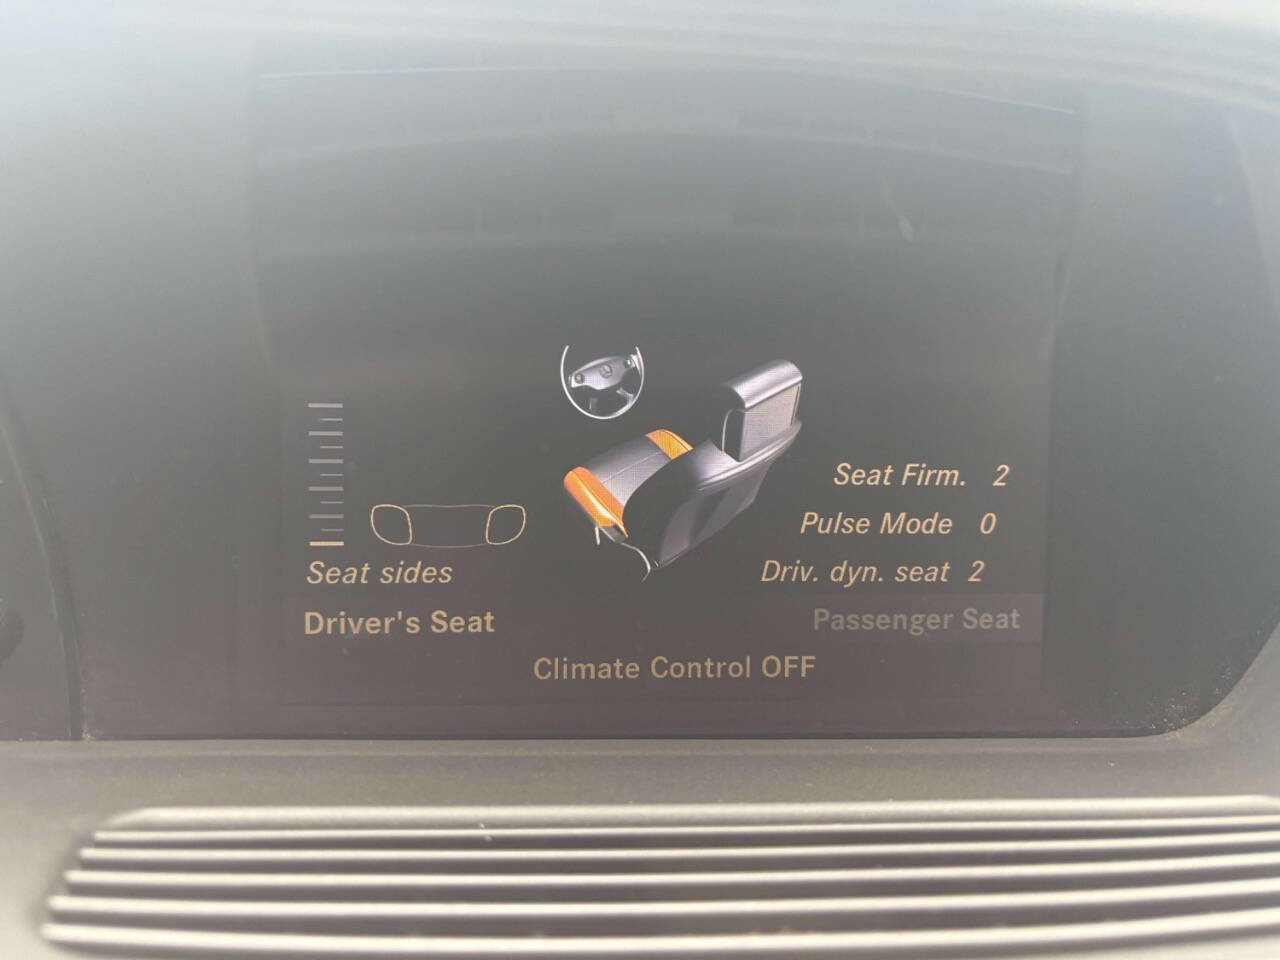 Seat Firm. 2
Pulse Mode 0
Driv. dyn. seat 2
Seat sides
Driver's Seat
Passenger Seat
Climate Control OFF